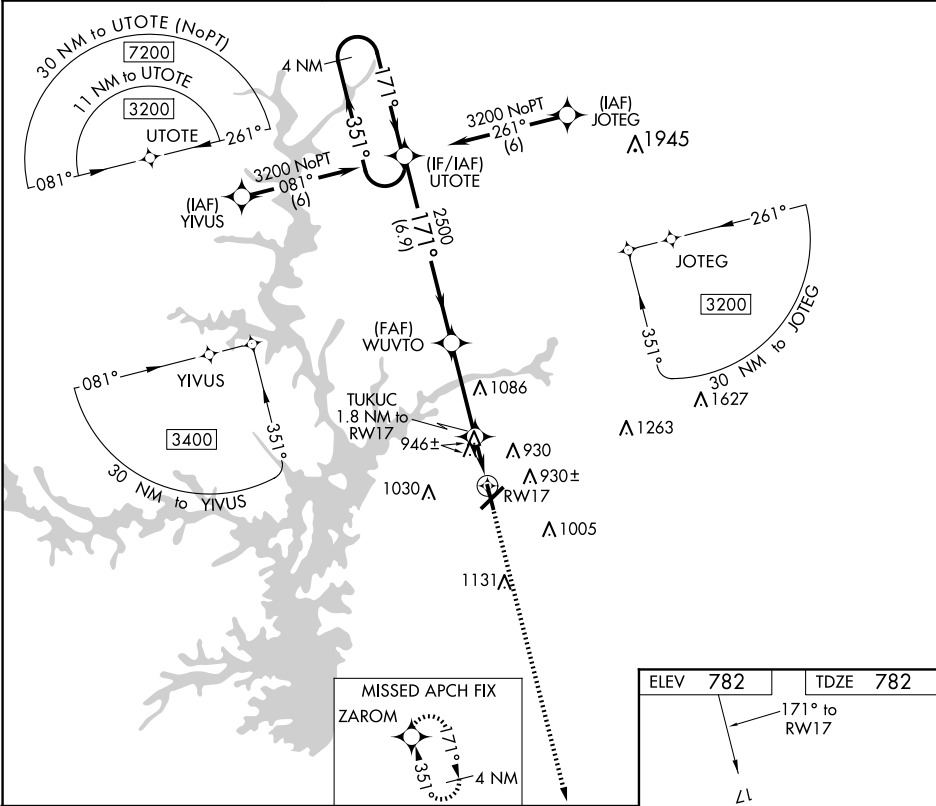 30 NM to UTOTE (NoPT)
7200
11 NM to UTOTE
3200
UTOTE
261°
081°
4 NM
171°
351°
3200 NoPT
261°
(6)
(IAF)
JOTEG
1945
(IF/IAF)
UTOTE
3200 NoPT
081°
(6)
(IAF)
YIVUS
2500
171°
(6.9)
261°
JOTEG
3200
351°
30 NM to JOTEG
(FAF)
WUVTO
081°
YIVUS
3400
351°
30 NM to YIVUS
1086
TUKUC
1.8 NM to
RW17
946±
930
1627
1263
930±
RW17
1030
1005
1131
MISSED APCH FIX
ZAROM
171°
351°
4 NM
ELEV 782
TDZE 782
171° to
RW17
17